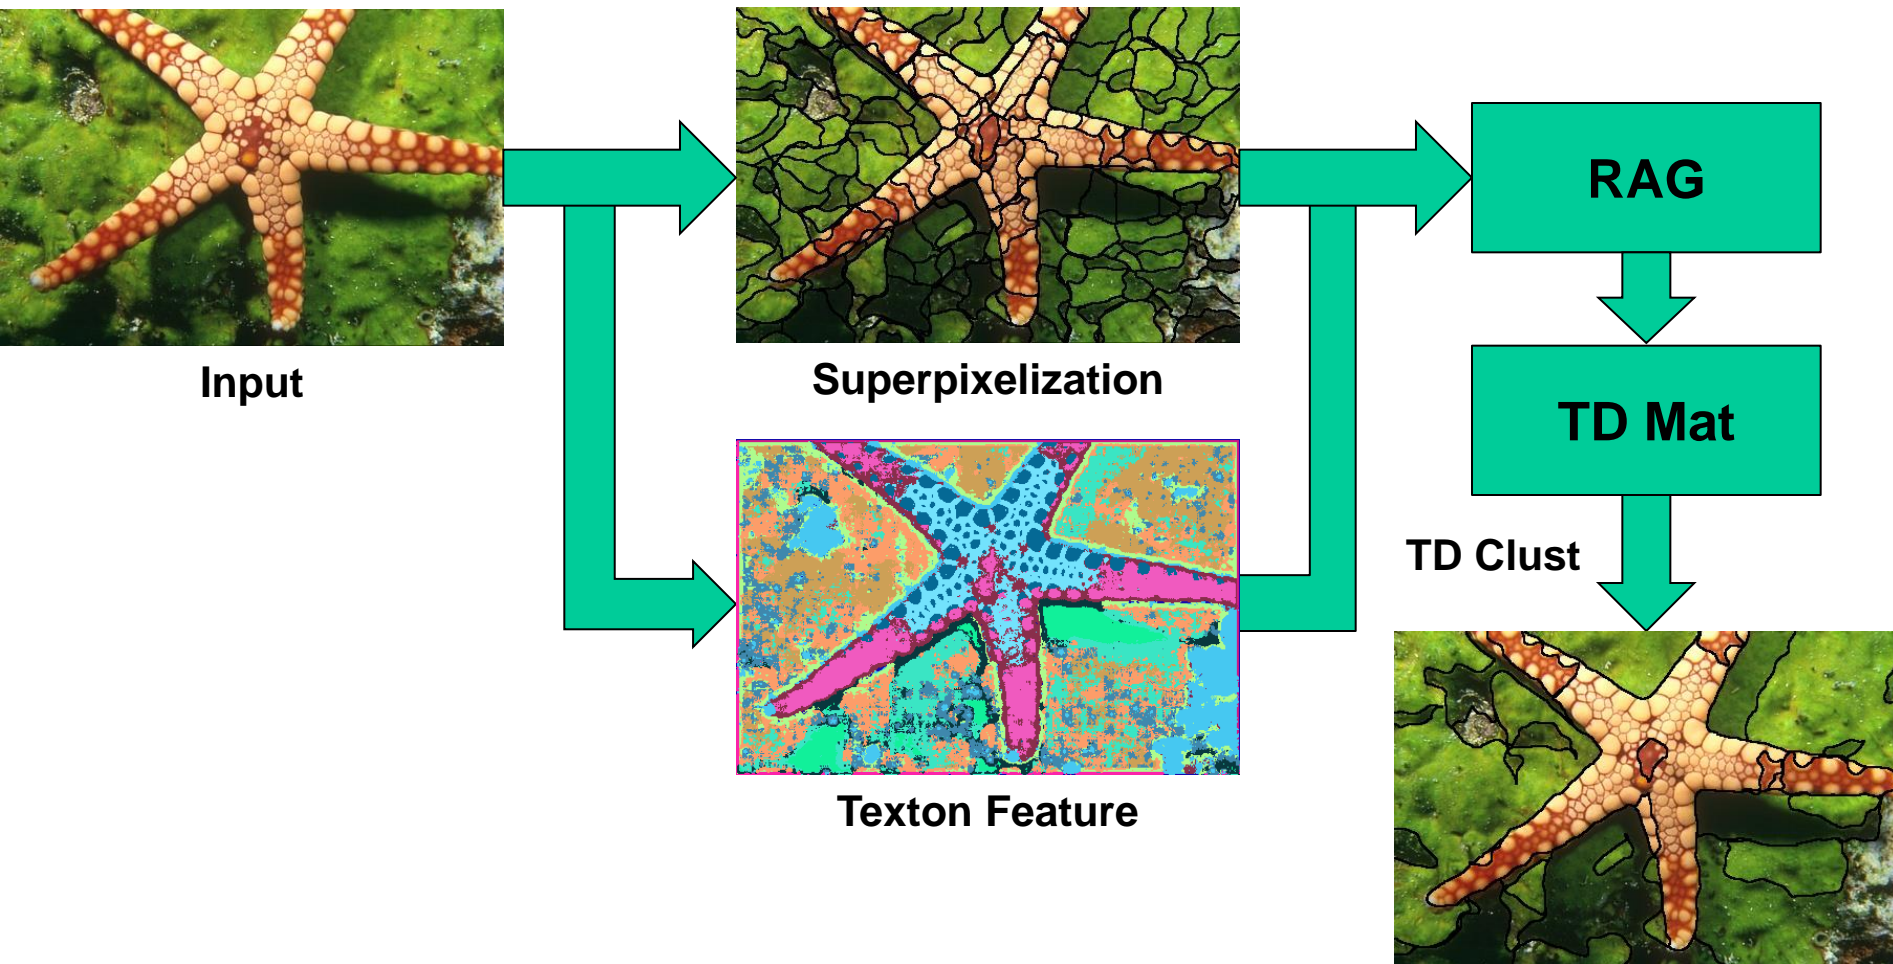 Input
Superpixelization
Texton Feature
RAG
TD Mat
TD Clust